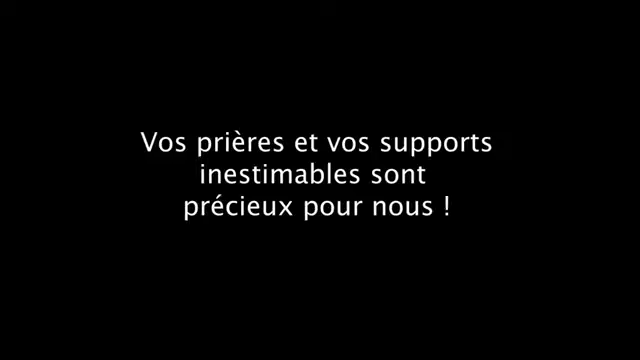 Vos prières et vos supports
inestimables sont
précieux pour nous !